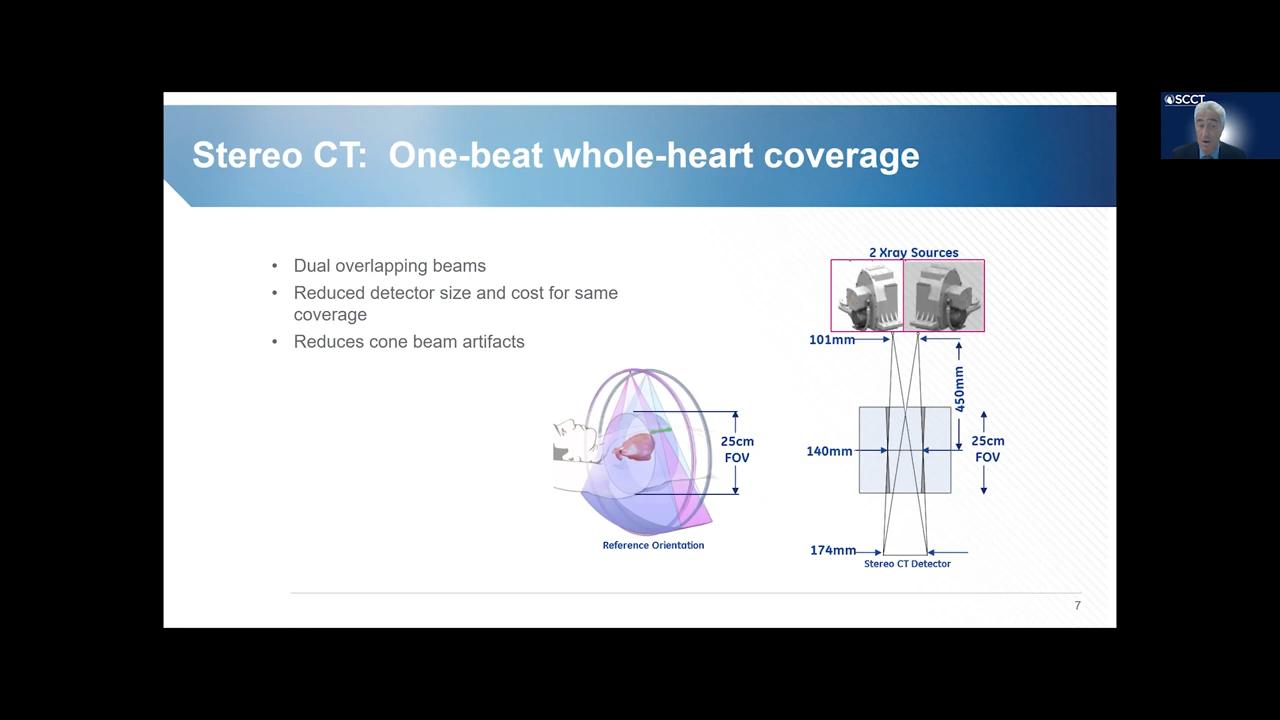 SCCT
Stereo CT: One-beat whole-heart coverage
• Dual overlapping beams
• Reduced detector size and cost for same
coverage
• Reduces cone beam artifacts
25cm
FOV
Reference Orientation
2 Xray Sources
101mm
450mm
140mm
25cm
FOV
174mm
Stereo CT Detector
7